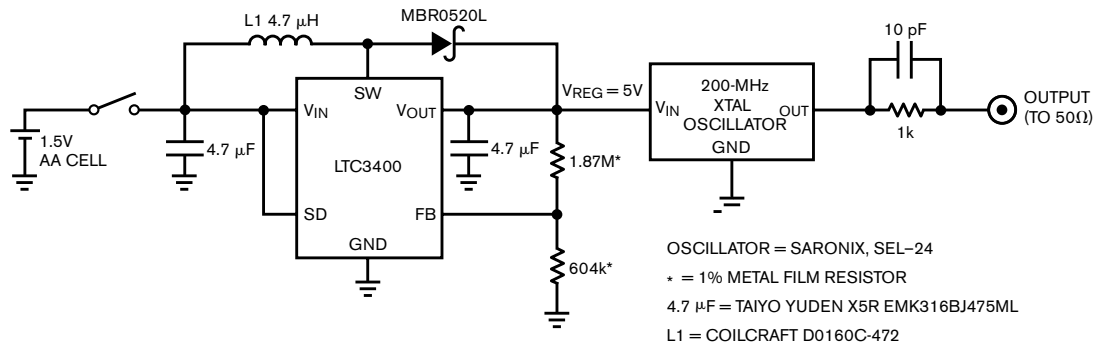 L1 4.7 μH
MBR0520L
10 pF
SW
VREG = 5V
200-MHz
XTAL
OSCILLATOR
VIN
VOUT
VIN
OUT
OUTPUT
(TO 50Ω)
1k
1.5V
AA CELL
4.7 μF
LTC3400
4.7 μF
1.87M*
GND
SD
FB
GND
604k*
OSCILLATOR = SARONIX, SEL–24
* = 1% METAL FILM RESISTOR
4.7 μF = TAIYO YUDEN X5R EMK316BJ475ML
L1 = COILCRAFT D0160C-472